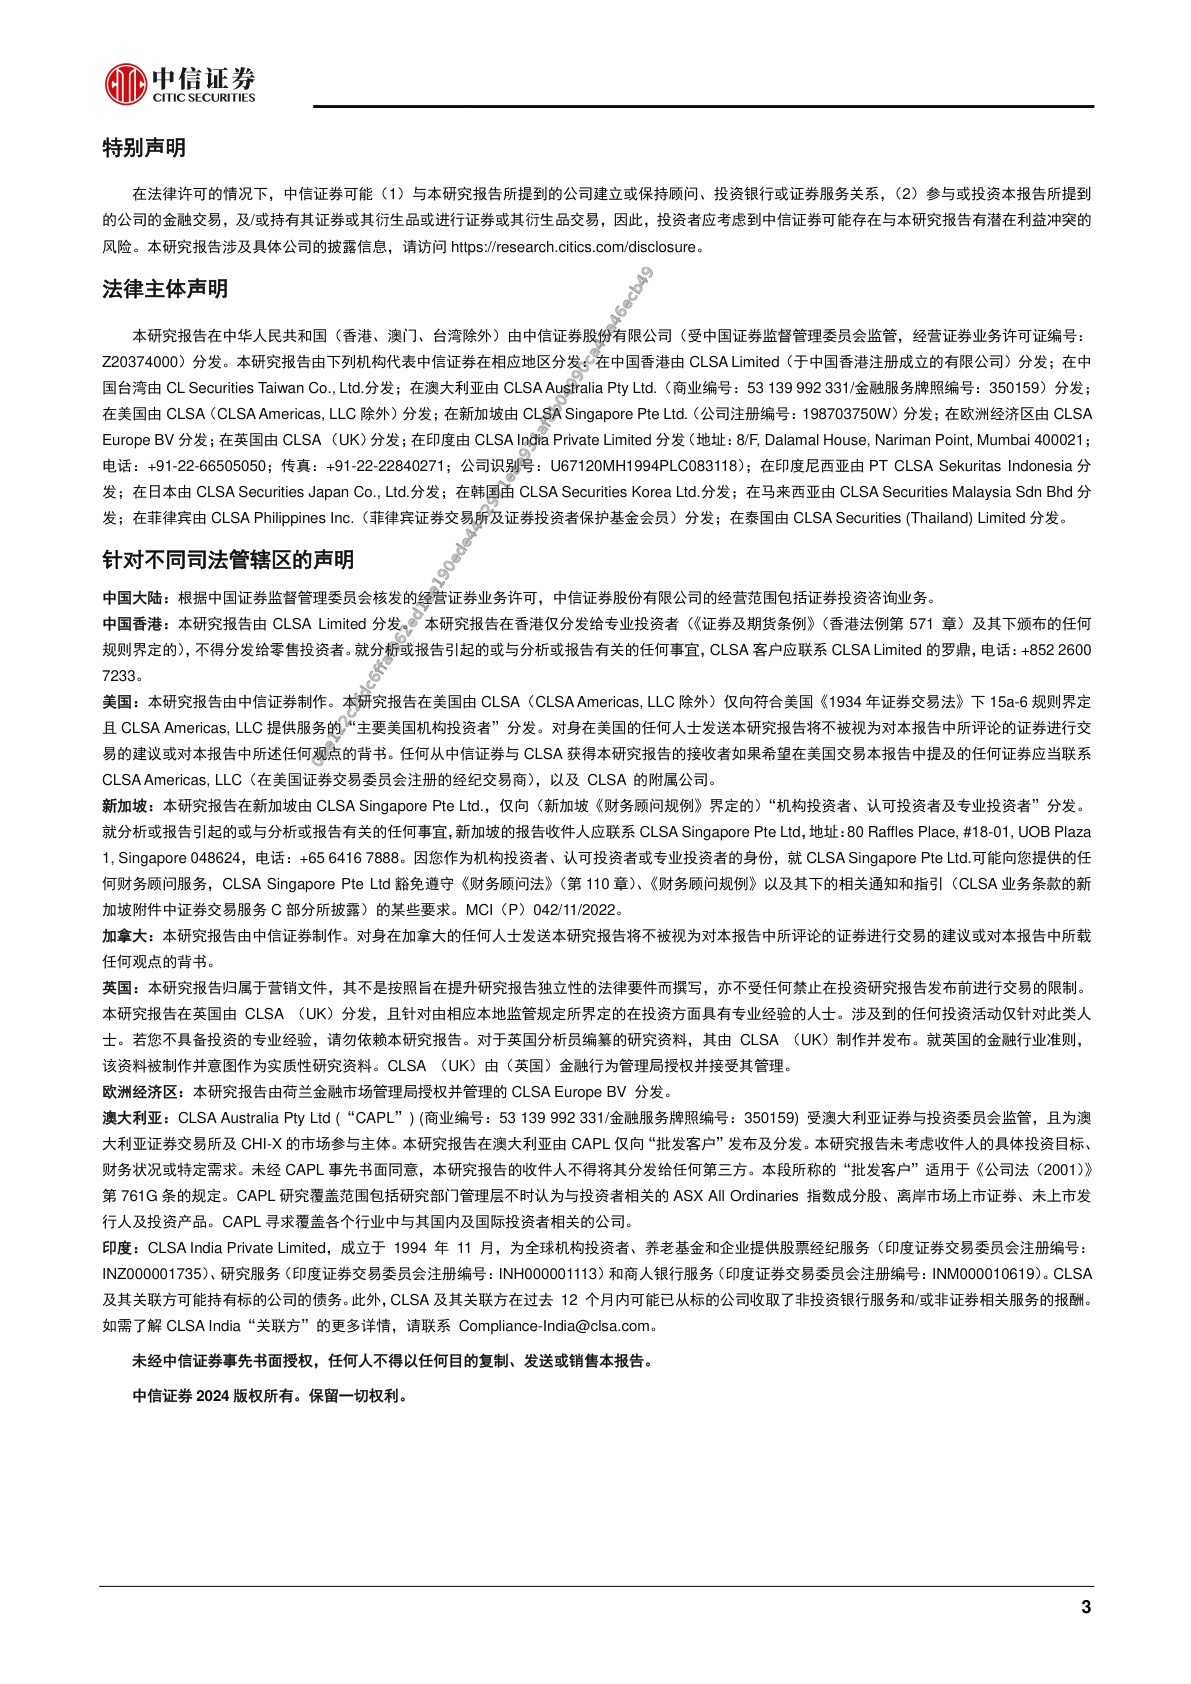 中信证券
CITIC SECURITIES
特别声明
在法律许可的情况下，中信证券可能（1）与本研究报告所提到的公司建立或保持顾问、投资银行或证券服务关系，（2）参与或投资本报告所提到
的公司的金融交易，及/或持有其证券或其衍生品或进行证券或其衍生品交易，因此，投资者应考虑到中信证券可能存在与本研究报告有潜在利益冲突的
风险。本研究报告涉及具体公司的披露信息，请访问 https://research.citics.com/disclosure。
法律主体声明
本研究报告在中华人民共和国（香港、澳门、台湾除外）由中信证券股份有限公司（受中国证券监督管理委员会监管，经营证券业务许可证编号：
Z20374000）分发。本研究报告由下列机构代表中信证券在相应地区分发：在中国香港由 CLSA Limited（于中国香港注册成立的有限公司）分发；在中
国台湾由 CL Securities Taiwan Co., Ltd.分发；在澳大利亚由 CLSA Australia Pty Ltd.（商业编号：53 139 992 331/金融服务牌照编号：350159）分发；
在美国由 CLSA（CLSA Americas, LLC 除外）分发；在新加坡由 CLSA Singapore Pte Ltd.（公司注册编号：198703750W）分发；在欧洲经济区由 CLSA
Europe BV 分发；在英国由 CLSA （UK）分发；在印度由 CLSA India Private Limited 分发（地址：8/F, Dalamal House, Nariman Point, Mumbai 400021；
电话：+91-22-66505050；传真：+91-22-22840271；公司识别号：U67120MH1994PLC083118）；在印度尼西亚由 PT CLSA Sekuritas Indonesia 分
发；在日本由 CLSA Securities Japan Co., Ltd.分发；在韩国由 CLSA Securities Korea Ltd.分发；在马来西亚由 CLSA Securities Malaysia Sdn Bhd 分
发；在菲律宾由 CLSA Philippines Inc.（菲律宾证券交易所及证券投资者保护基金会员）分发；在泰国由 CLSA Securities (Thailand) Limited 分发。
针对不同司法管辖区的声明
中国大陆：根据中国证券监督管理委员会核发的经营证券业务许可，中信证券股份有限公司的经营范围包括证券投资咨询业务。
中国香港：本研究报告由 CLSA Limited 分发。 本研究报告在香港仅分发给专业投资者（《证券及期货条例》（香港法例第 571 章）及其下颁布的任何
规则界定的），不得分发给零售投资者。就分析或报告引起的或与分析或报告有关的任何事宜，CLSA 客户应联系 CLSA Limited 的罗鼎，电话：+852 2600
7233。
美国：本研究报告由中信证券制作。本研究报告在美国由 CLSA（CLSA Americas, LLC 除外）仅向符合美国《1934 年证券交易法》下 15a-6 规则界定
且 CLSA Americas, LLC 提供服务的“主要美国机构投资者”分发。对身在美国的任何人士发送本研究报告将不被视为对本报告中所评论的证券进行交
易的建议或对本报告中所述任何观点的背书。任何从中信证券与 CLSA 获得本研究报告的接收者如果希望在美国交易本报告中提及的任何证券应当联系
CLSA Americas, LLC（在美国证券交易委员会注册的经纪交易商），以及 CLSA 的附属公司。
新加坡：本研究报告在新加坡由 CLSA Singapore Pte Ltd.，仅向（新加坡《财务顾问规例》界定的）“机构投资者、认可投资者及专业投资者”分发。
就分析或报告引起的或与分析或报告有关的任何事宜，新加坡的报告收件人应联系 CLSA Singapore Pte Ltd，地址：80 Raffles Place, #18-01, UOB Plaza
1, Singapore 048624，电话：+65 6416 7888。因您作为机构投资者、认可投资者或专业投资者的身份，就 CLSA Singapore Pte Ltd.可能向您提供的任
何财务顾问服务，CLSA Singapore Pte Ltd 豁免遵守《财务顾问法》（第 110 章）、《财务顾问规例》以及其下的相关通知和指引（CLSA 业务条款的新
加坡附件中证券交易服务 C 部分所披露）的某些要求。MCI（P）042/11/2022。
加拿大：本研究报告由中信证券制作。对身在加拿大的任何人士发送本研究报告将不被视为对本报告中所评论的证券进行交易的建议或对本报告中所载
任何观点的背书。
英国：本研究报告归属于营销文件，其不是按照旨在提升研究报告独立性的法律要件而撰写，亦不受任何禁止在投资研究报告发布前进行交易的限制。
本研究报告在英国由 CLSA （UK）分发，且针对由相应本地监管规定所界定的在投资方面具有专业经验的人士。涉及到的任何投资活动仅针对此类人
士。若您不具备投资的专业经验，请勿依赖本研究报告。对于英国分析员编纂的研究资料，其由 CLSA （UK）制作并发布。就英国的金融行业准则，
该资料被制作并意图作为实质性研究资料。CLSA （UK）由（英国）金融行为管理局授权并接受其管理。
欧洲经济区：本研究报告由荷兰金融市场管理局授权并管理的 CLSA Europe BV 分发。
澳大利亚：CLSA Australia Pty Ltd (“CAPL”) (商业编号：53 139 992 331/金融服务牌照编号：350159) 受澳大利亚证券与投资委员会监管，且为澳
大利亚证券交易所及 CHI-X 的市场参与主体。本研究报告在澳大利亚由 CAPL 仅向“批发客户”发布及分发。本研究报告未考虑收件人的具体投资目标、
财务状况或特定需求。未经 CAPL 事先书面同意，本研究报告的收件人不得将其分发给任何第三方。本段所称的“批发客户”适用于《公司法（2001）》
第 761G 条的规定。CAPL 研究覆盖范围包括研究部门管理层不时认为与投资者相关的 ASX All Ordinaries 指数成分股、离岸市场上市证券、未上市发
行人及投资产品。CAPL 寻求覆盖各个行业中与其国内及国际投资者相关的公司。
印度：CLSA India Private Limited，成立于 1994 年 11 月，为全球机构投资者、养老基金和企业提供股票经纪服务（印度证券交易委员会注册编号：
INZ000001735）、研究服务（印度证券交易委员会注册编号：INH000001113）和商人银行服务（印度证券交易委员会注册编号：INM000010619）。CLSA
及其关联方可能持有标的公司的债务。此外，CLSA 及其关联方在过去 12 个月内可能已从标的公司收取了非投资银行服务和/或非证券相关服务的报酬。
如需了解 CLSA India“关联方”的更多详情，请联系 Compliance-India@clsa.com。
未经中信证券事先书面授权，任何人不得以任何目的复制、发送或销售本报告。
中信证券 2024 版权所有。保留一切权利。
3